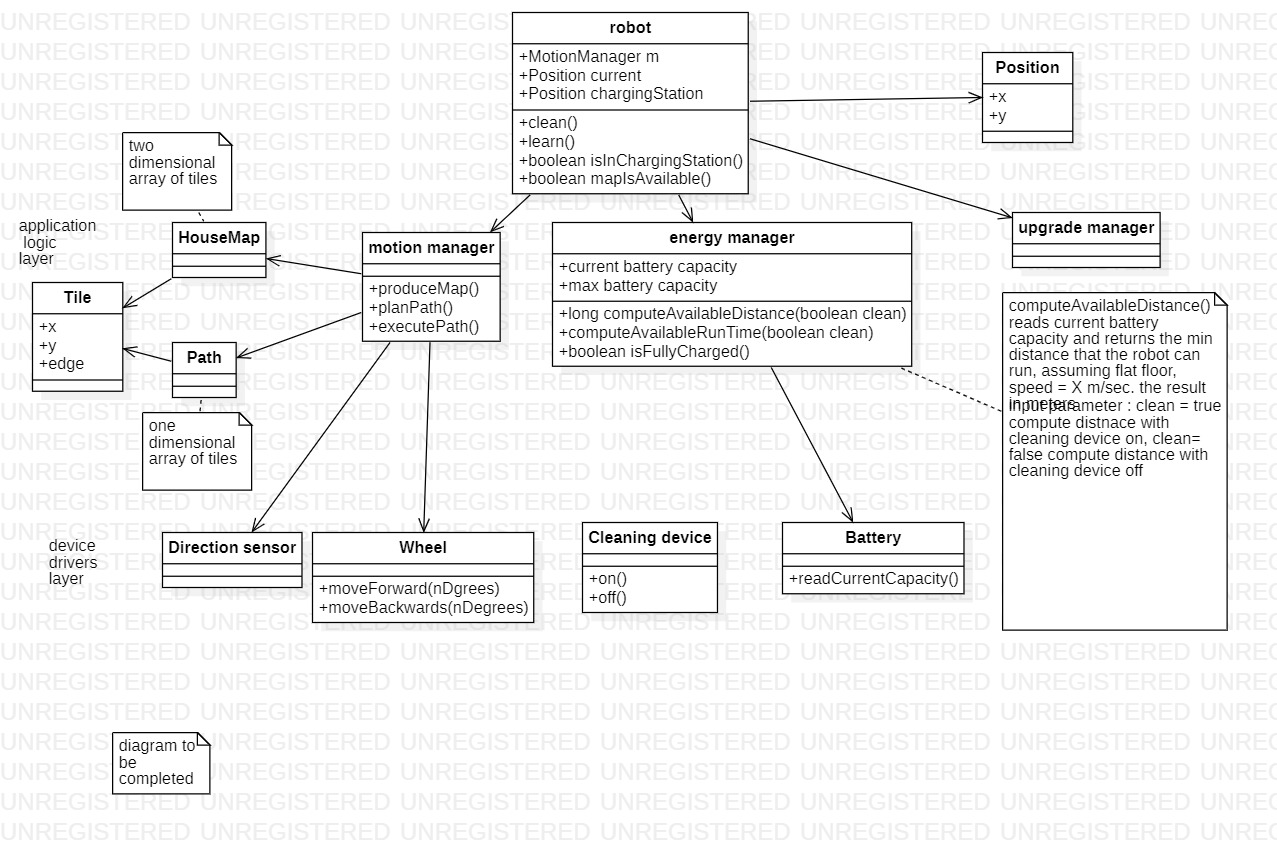 robot
+MotionManager m
+Position current
+Position chargingStation
+clean()
+learn()
+boolean isInChargingStation()
+boolean mapIsAvailable()
Position
+x
+y
two
dimensional
array of tiles
application
logic
layer
HouseMap
motion manager
+produceMap()
+planPath()
+executePath()
energy manager
+current battery capacity
+max battery capacity
+long computeAvailableDistance(boolean clean)
+computeAvailableRunTime(boolean clean)
+boolean isFullyCharged()
upgrade manager
Tile
+x
+y
+edge
Path
one
dimensional
array of tiles
computeAvailableDistance()
reads current battery
capacity and returns the min
distance that the robot can
run, assuming flat floor,
speed = X m/sec. the result
in meters
input parameter : clean = true
compute distnace with
cleaning device on, clean=
false compute distance with
cleaning device off
device
drivers
layer
Direction sensor
Wheel
+moveForward(nDgrees)
+moveBackwards(nDegrees)
Cleaning device
+on()
+off()
Battery
+readCurrentCapacity()
diagram to
be
completed
UNREGISTERED